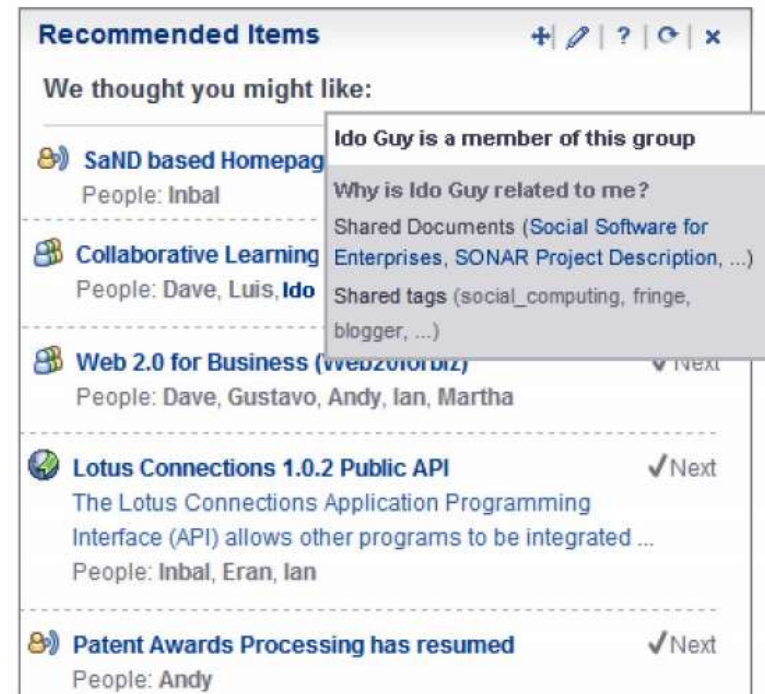 Recommended Items ? x
We thought you might like:
Ido Guy is a member of this group
Why is Ido Guy related to me?
Shared Documents (Social Software for
Enterprises, SONAR Project Description, ...)
Shared tags (social_computing, fringe,
blogger, ...)
SaND based Homepag
People: Inbal
Collaborative Learning
People: Dave, Luis, Ido
Web 2.0 for Business (Web20forbiz) Next
People: Dave, Gustavo, Andy, Ian, Martha
Lotus Connections 1.0.2 Public API Next
The Lotus Connections Application Programming
Interface (API) allows other programs to be integrated ...
People: Inbal, Eran, Ian
Patent Awards Processing has resumed Next
People: Andy